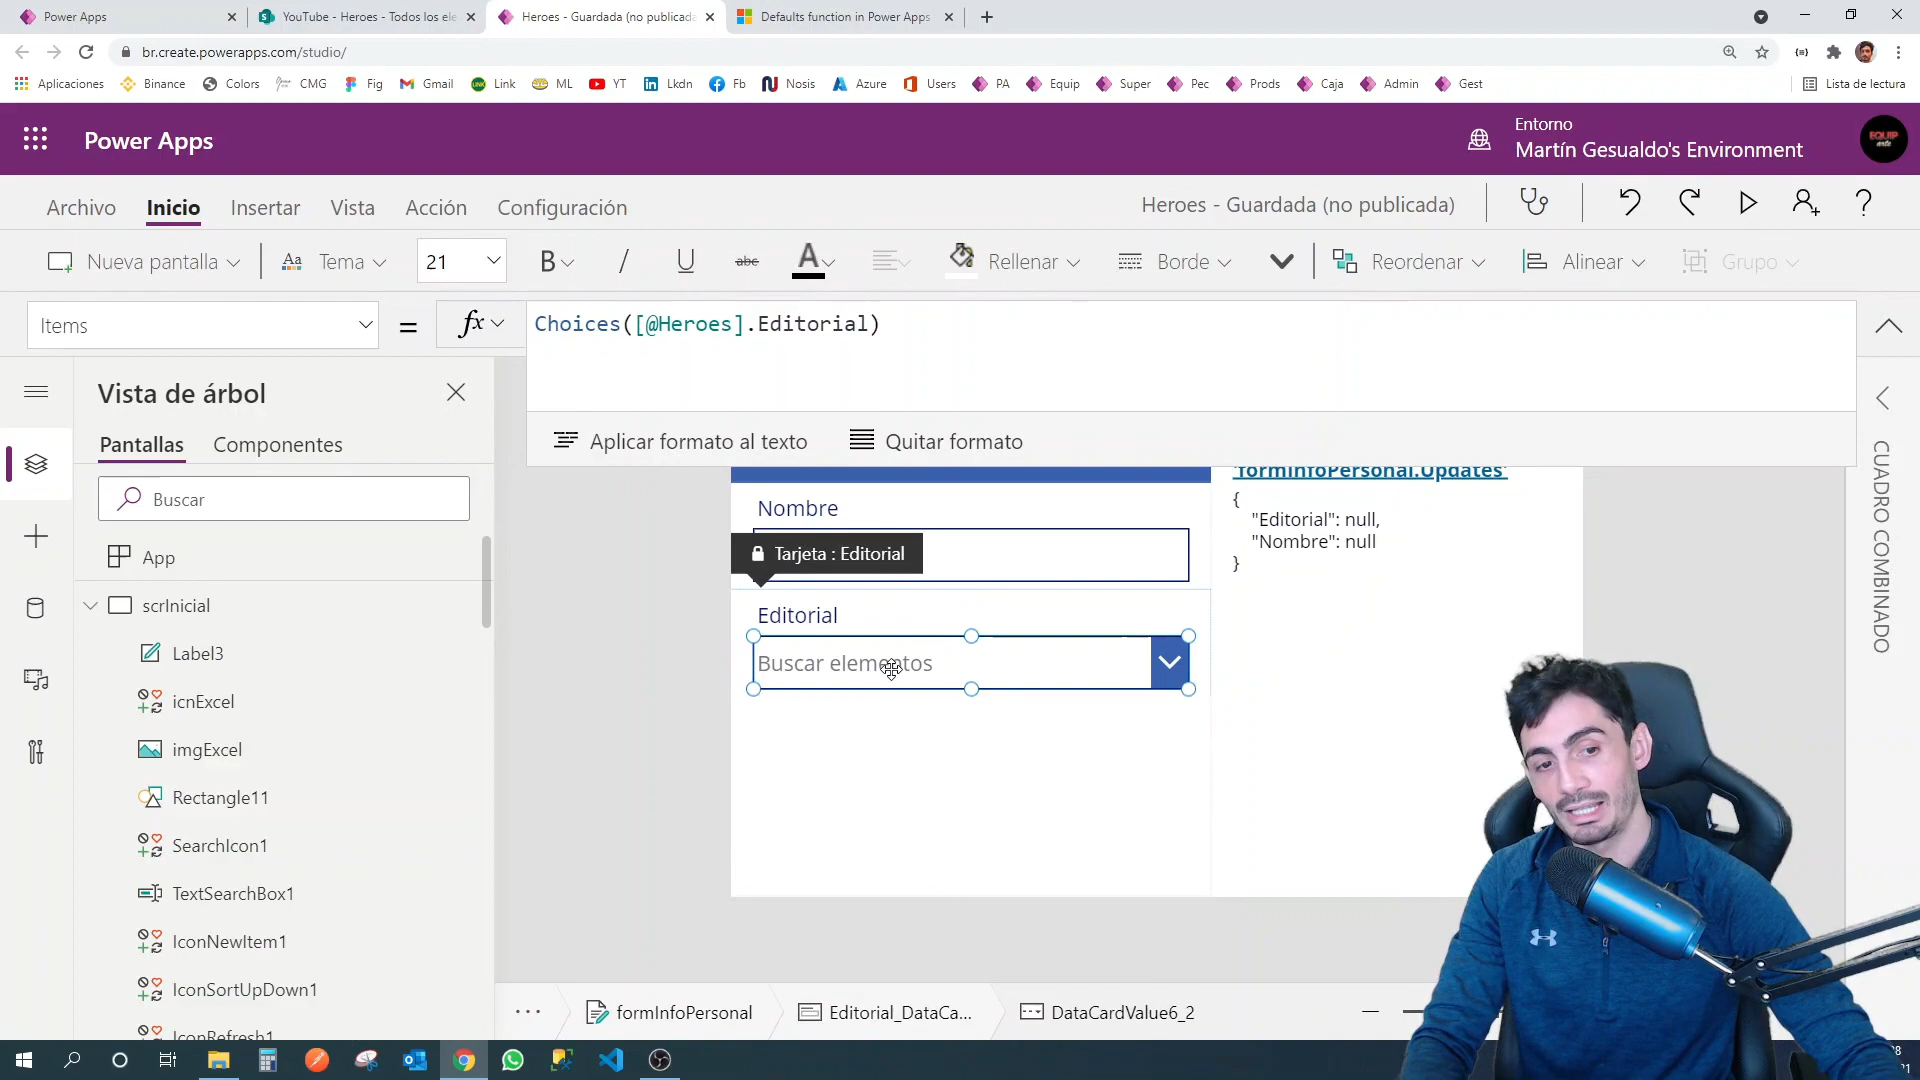 Power Apps
YouTube - Heroes - Todos los ele
Heroes - Guardada (no publicada
Defaults function in Power Apps
br.create.powerapps.com/studio/
Aplicaciones
Binance
Colors
CMG
Fig
Gmail
Link
ML
YT
Lkdn
Fb
Nosis
Azure
Users
PA
Equip
Super
Pec
Prods
Caja
Admin
Gest
Lista de lectura
Power Apps
Entorno
Martín Gesualdo's Environment
EQUIP
arte
Archivo
Inicio
Insertar
Vista
Acción
Configuración
Heroes - Guardada (no publicada)
Nueva pantalla
Tema
21
B
/
U
abc
A
Rellenar
Borde
Reordenar
Alinear
Grupo
Items
=
fx
Choices([@Heroes].Editorial)
Aplicar formato al texto
Quitar formato
Vista de árbol
Pantallas
Componentes
Buscar
App
scrInicial
Label3
icnExcel
imgExcel
Rectangle11
SearchIcon1
TextSearchBox1
IconNewItem1
IconSortUpDown1
IconRefresh1
Nombre
Tarjeta : Editorial
Editorial
Buscar elementos
'formInfoPersonal.Updates'
{
"Editorial": null,
"Nombre": null
}
CUADRO COMBINADO
formInfoPersonal
Editorial_DataCa...
DataCardValue6_2